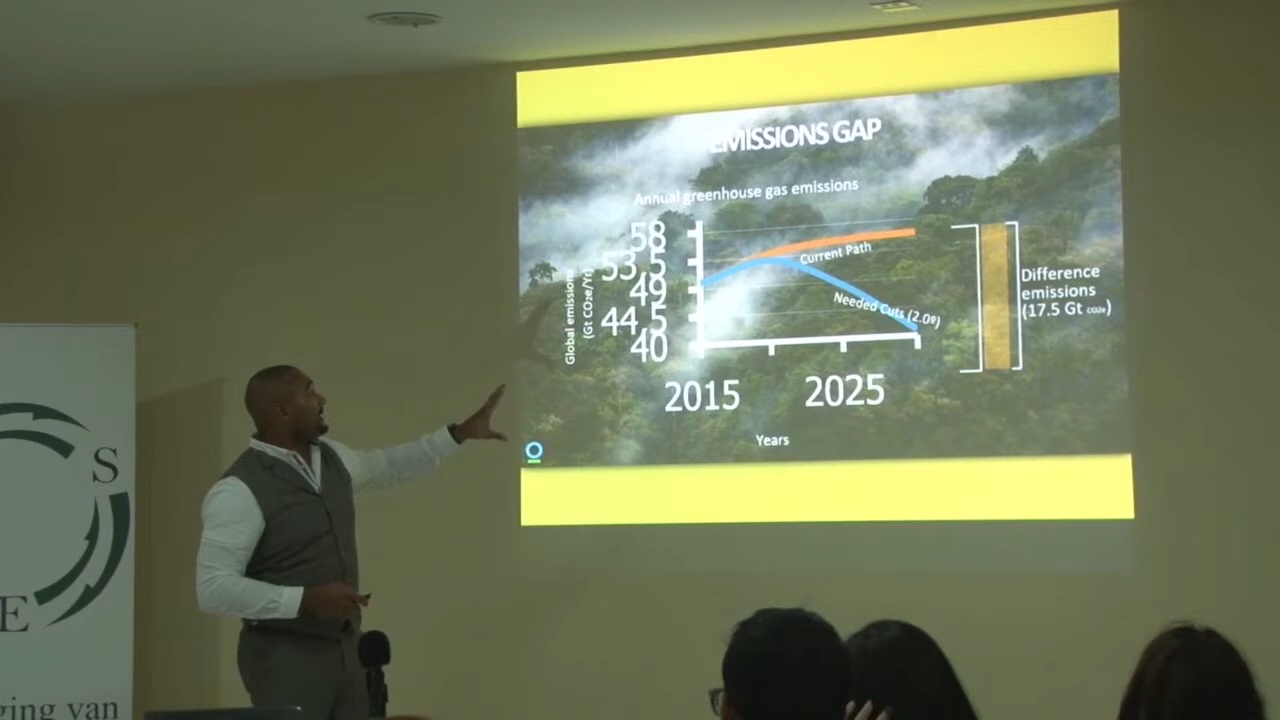 EMISSIONS GAP
Annual greenhouse gas emissions
Global emissions
(Gt CO2e/Yr)
58
53.5
49
44.5
40
Current Path
Needed Cuts (2.0º)
Difference
emissions
(17.5 Gt CO2e)
2015
2025
Years
S
E
ging van